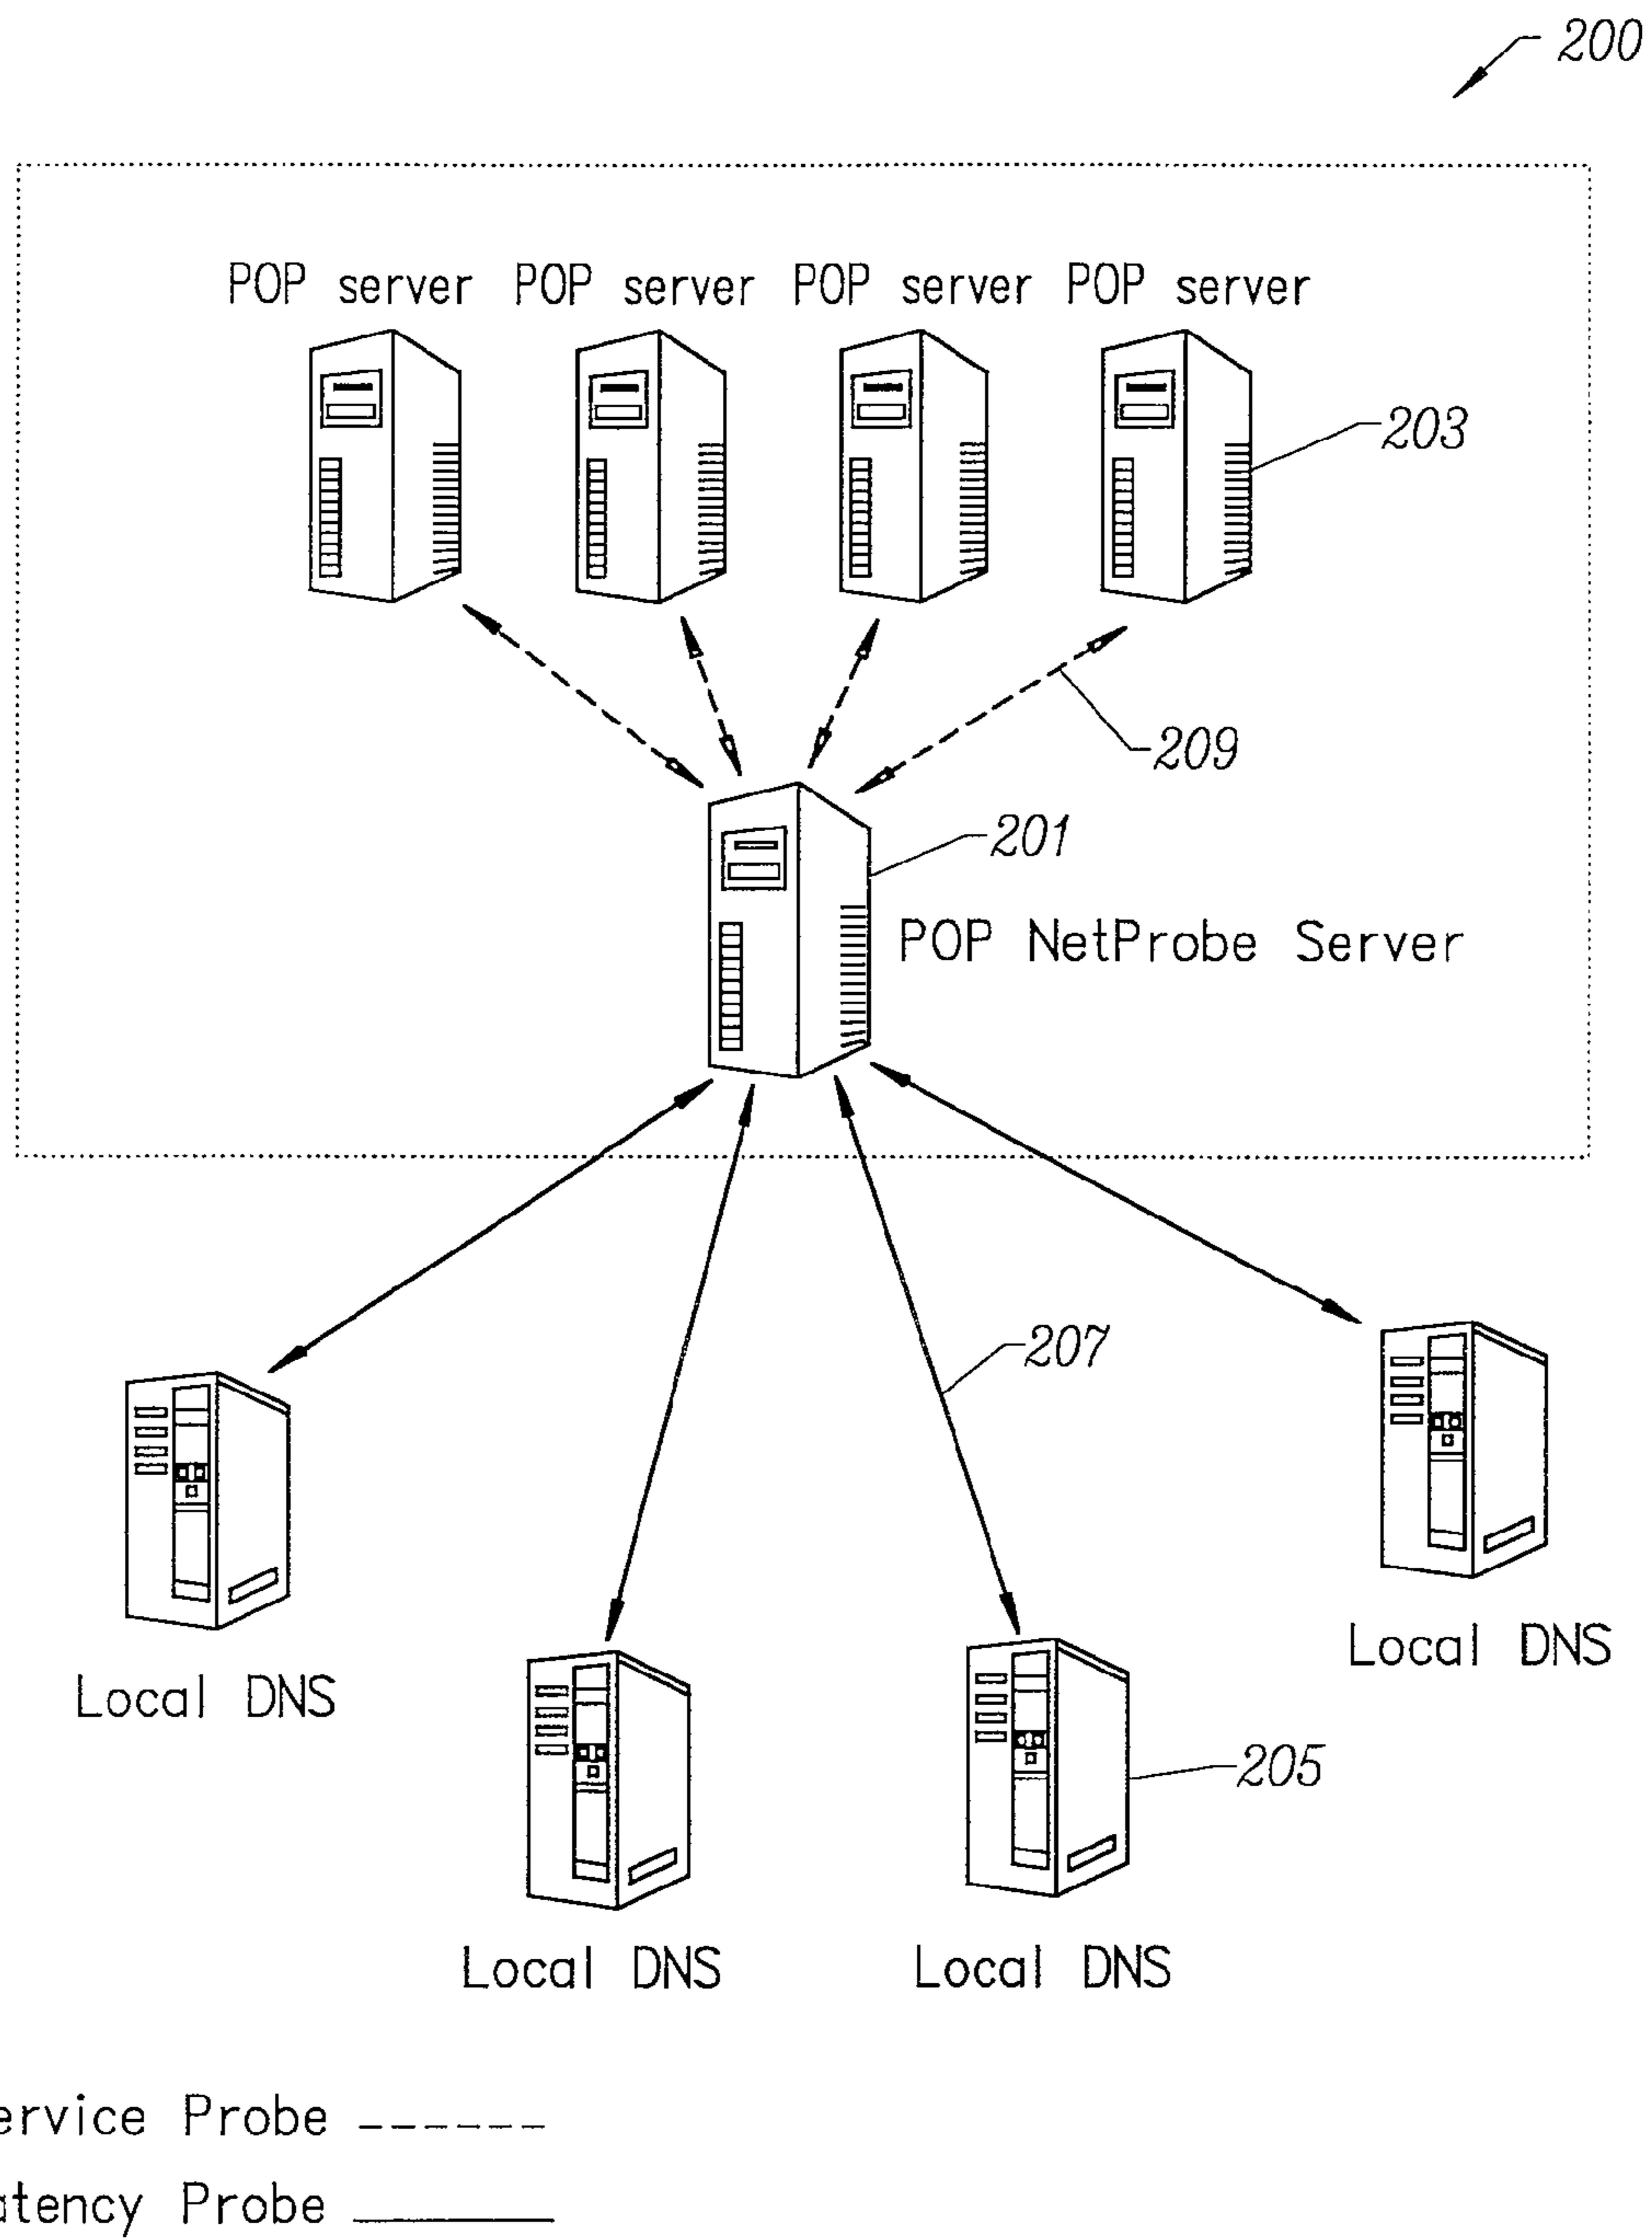 200
POP server POP server POP server POP server
203
209
201
POP NetProbe Server
207
Local DNS
Local DNS
205
Local DNS Local DNS
ervice Probe
atency Probe